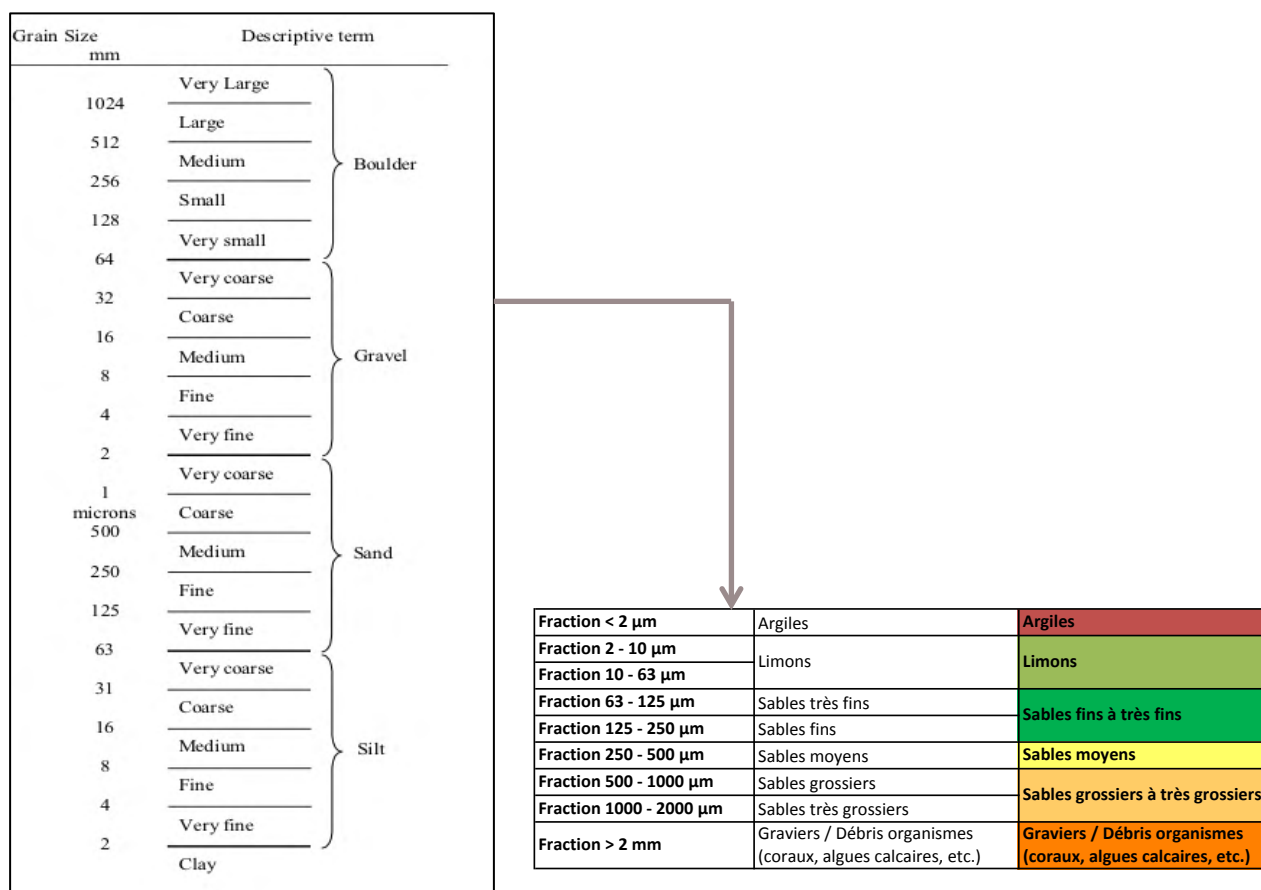 Grain Size Descriptive term
mm
Very Large
1024
Large
512
Medium
Boulder
256
Small
128
Very small
64
Very coarse
32
Coarse
16
Medium
Gravel
8
Fine
4
Very fine
2
Very coarse
1
microns
Coarse
500
Medium
Sand
250
Fine
125
Very fine
63
Very coarse
31
Coarse
16
Medium
Silt
8
Fine
4
Very fine
2
Clay
Fraction < 2 µm Argiles Argiles
Fraction 2 - 10 µm
Limons Limons
Fraction 10 - 63 µm
Fraction 63 - 125 µm Sables très fins
Sables fins à très fins
Fraction 125 - 250 µm Sables fins
Fraction 250 - 500 µm Sables moyens Sables moyens
Fraction 500 - 1000 µm Sables grossiers
Sables grossiers à très grossiers
Fraction 1000 - 2000 µm Sables très grossiers
Fraction > 2 mm
Graviers / Débris organismes
(coraux, algues calcaires, etc.)
Graviers / Débris organismes
(coraux, algues calcaires, etc.)